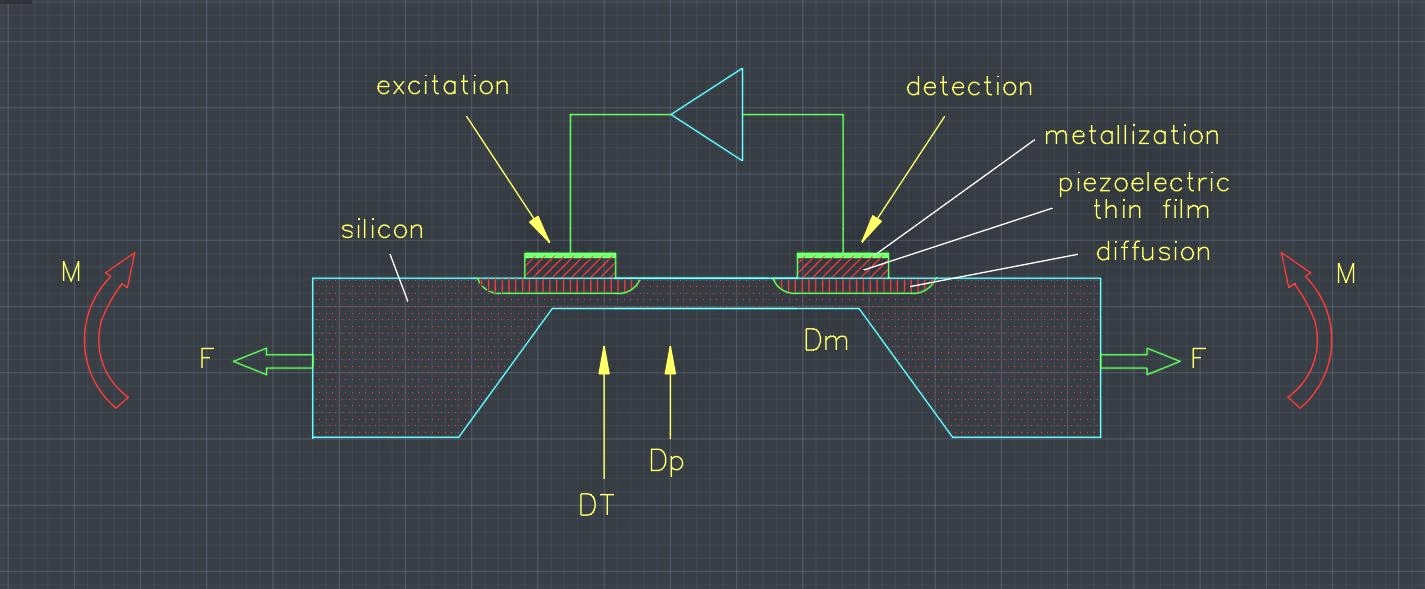 excitation
detection
metallization
piezoelectric
thin film
silicon
diffusion
M
M
Dm
F
F
Dp
DT